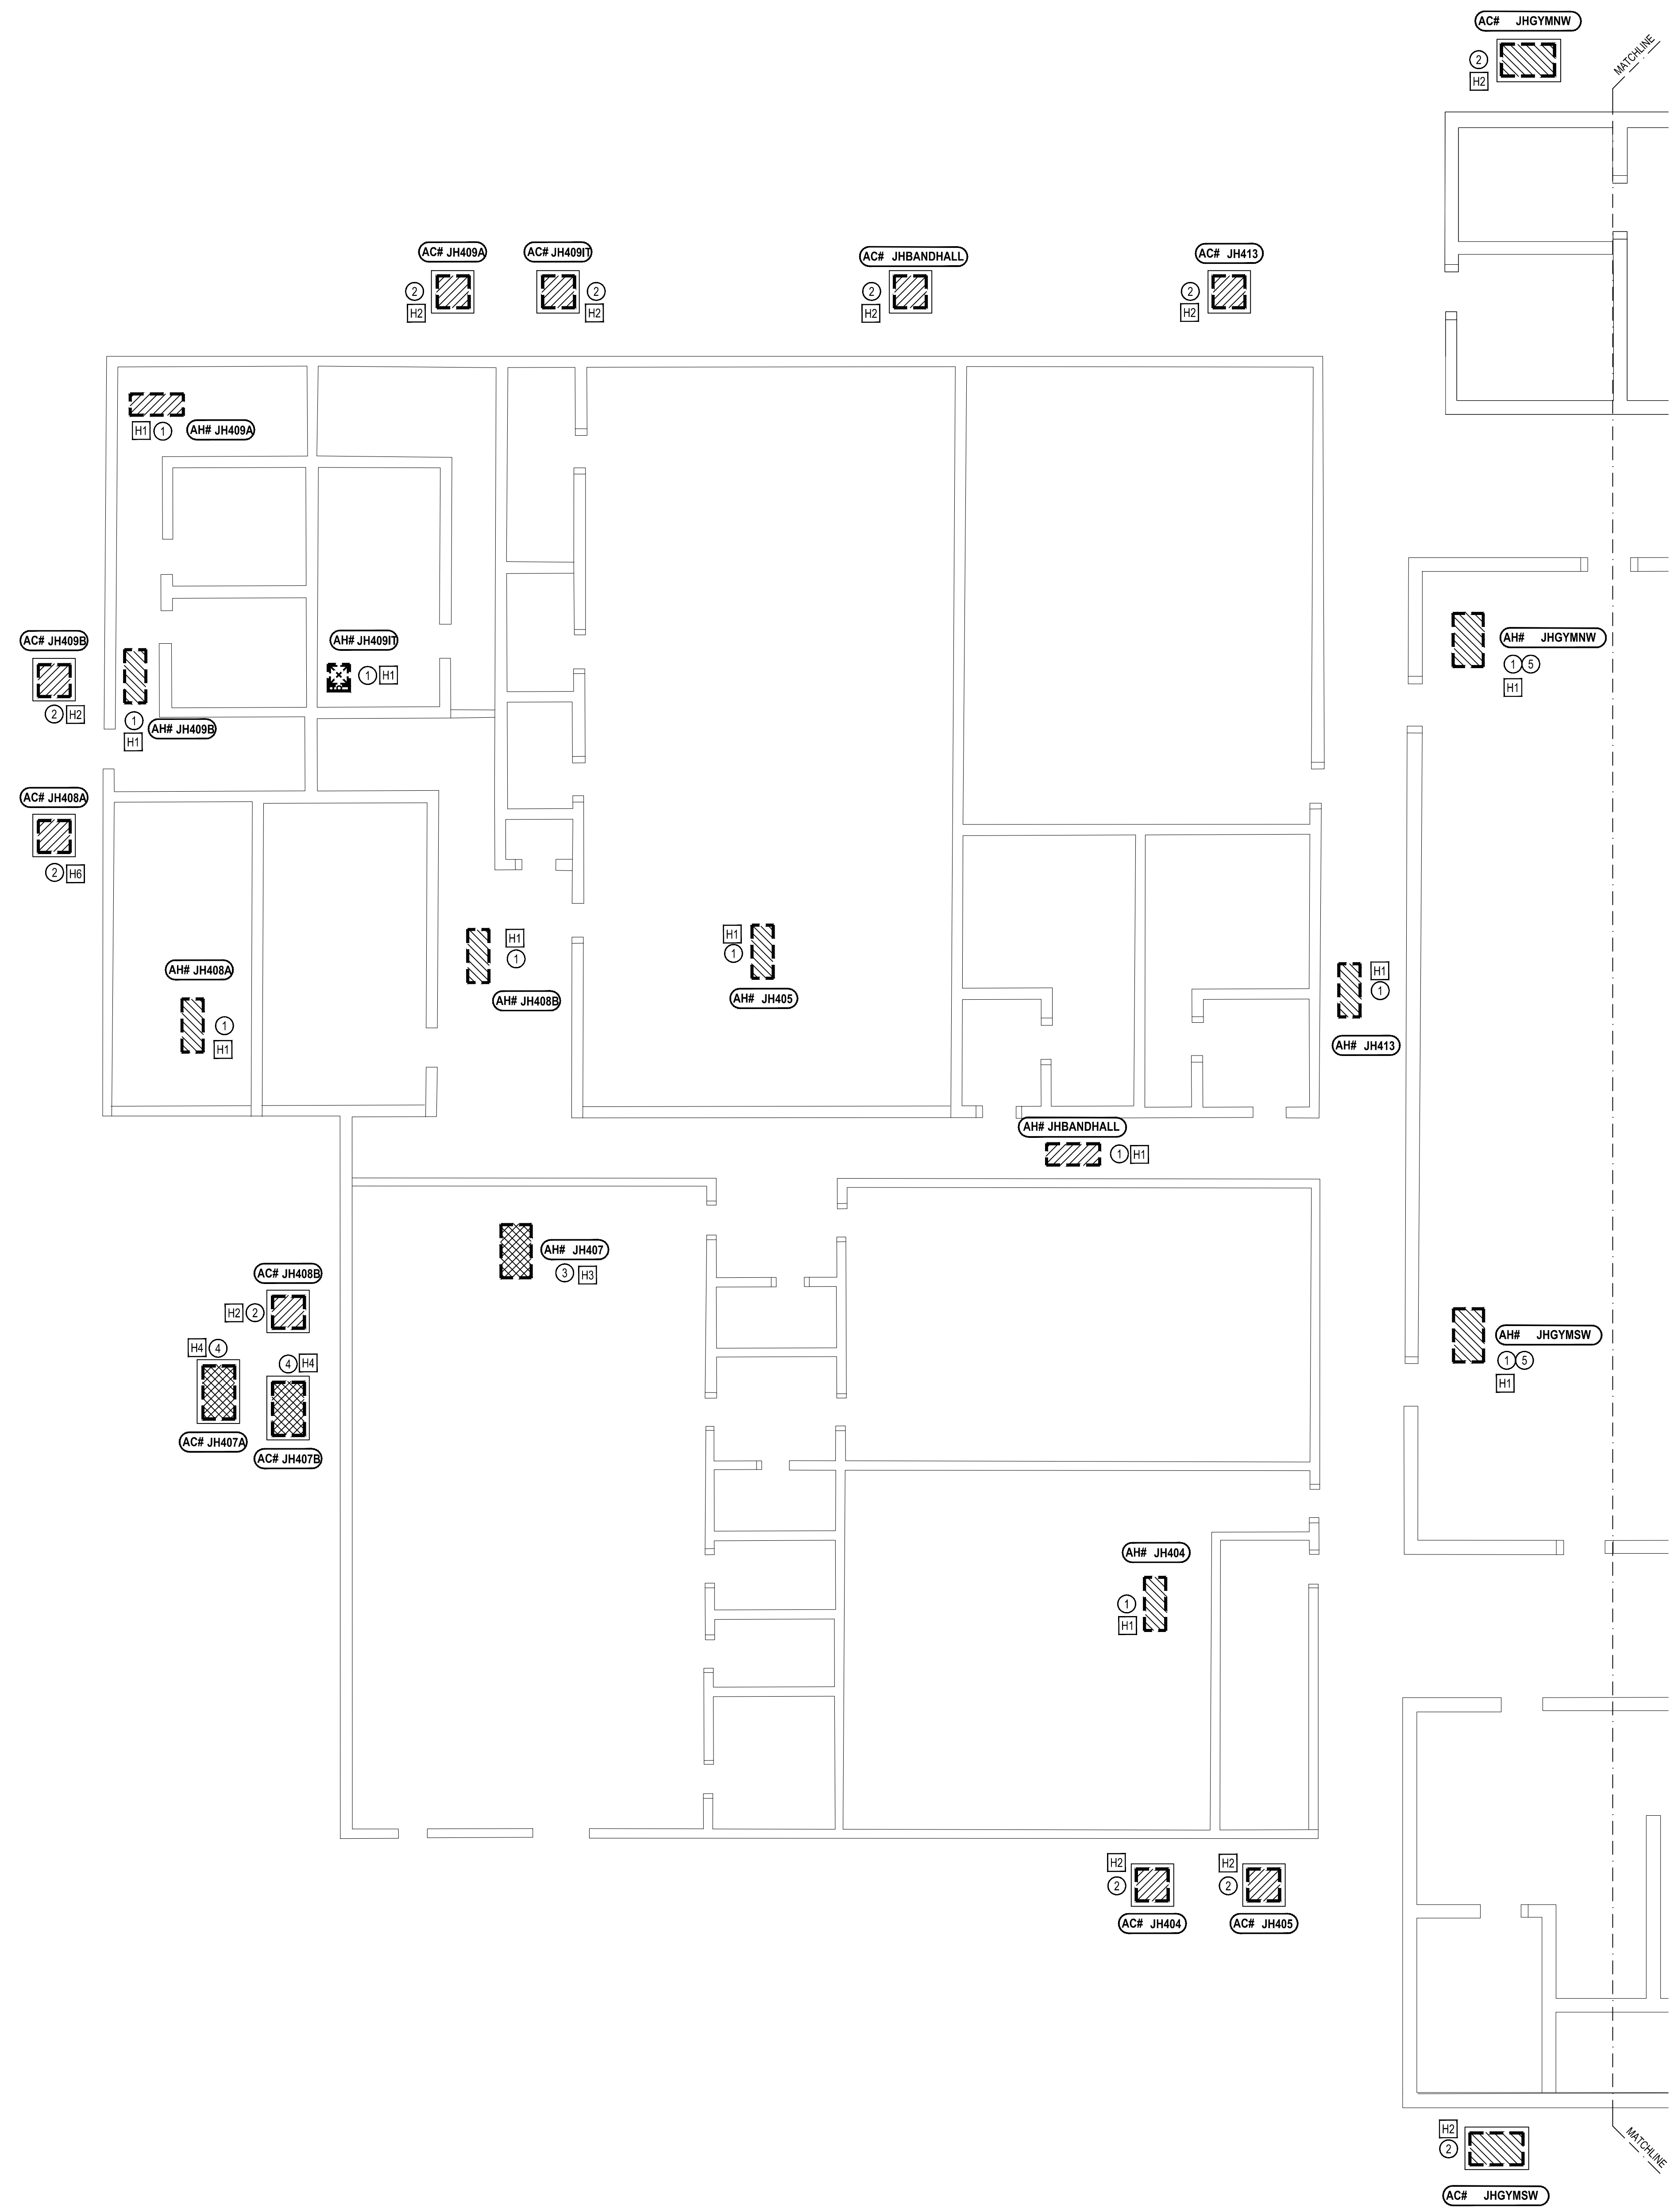 AC# JHGYMNW
2
H2
MATCHLINE
AC# JH409A
2
H2
AC# JH409IT
2
H2
AC# JHBANDHALL
2
H2
AC# JH413
2
H2
H1 1
AH# JH409A
AC# JH409B
2 H2
1
H1
AH# JH409B
AH# JH409IT
1 H1
AH# JHGYMNW
1 5
H1
AC# JH408A
2 H6
AH# JH408A
1
H1
H1
1
AH# JH408B
H1
1
AH# JH405
H1
1
AH# JH413
AH# JHBANDHALL
1 H1
AH# JH407
3 H3
AC# JH408B
H2 2
H4 4
AC# JH407A
4 H4
AC# JH407B
AH# JHGYMSW
1 5
H1
AH# JH404
1
H1
H2
2
AC# JH404
H2
2
AC# JH405
H2
2
AC# JHGYMSW
MATCHLINE